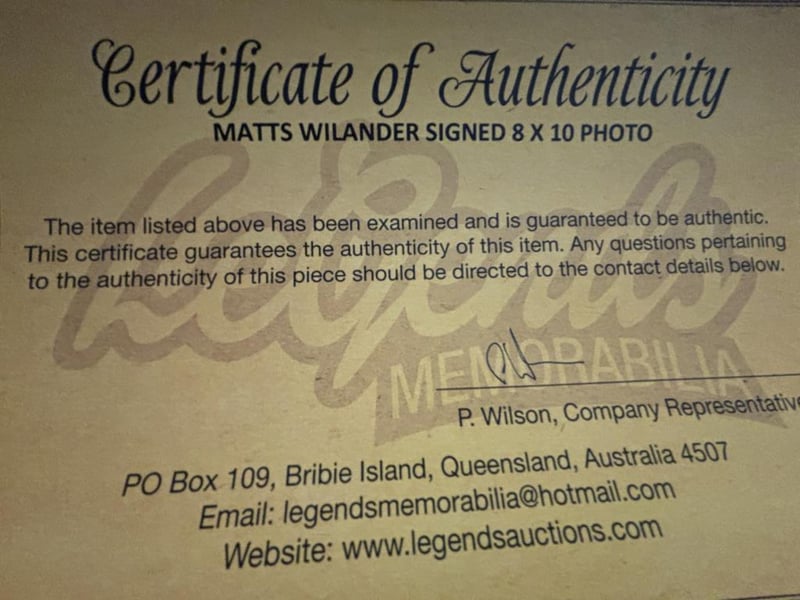 Certificate of Authenticity
MATTS WILANDER SIGNED 8 X 10 PHOTO
Legends
MEMORABILIA
The item listed above has been examined and is guaranteed to be authentic.
This certificate guarantees the authenticity of this item. Any questions pertaining
to the authenticity of this piece should be directed to the contact details below.
P. Wilson, Company Representative
PO Box 109, Bribie Island, Queensland, Australia 4507
Email: legendsmemorabilia@hotmail.com
Website: www.legendsauctions.com